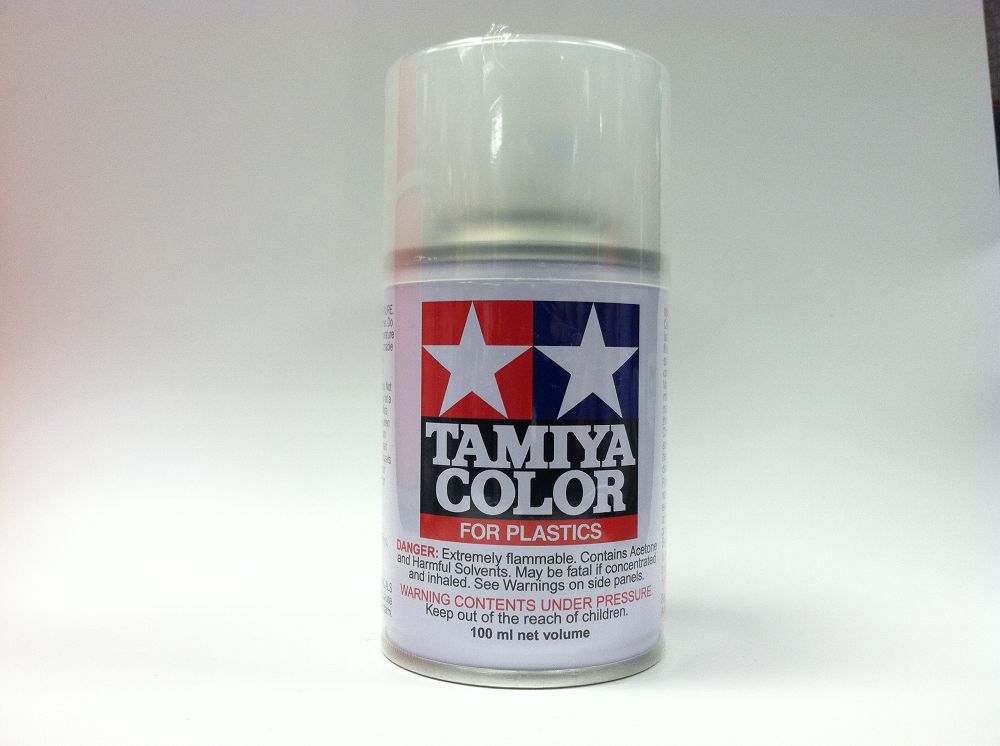 TAMIYA
COLOR
FOR PLASTICS
DANGER: Extremely flammable. Contains Acetone
and Harmful Solvents. May be fatal if concentrated
and inhaled. See Warnings on side panels.
WARNING CONTENTS UNDER PRESSURE
Keep out of the reach of children.
100 ml net volume